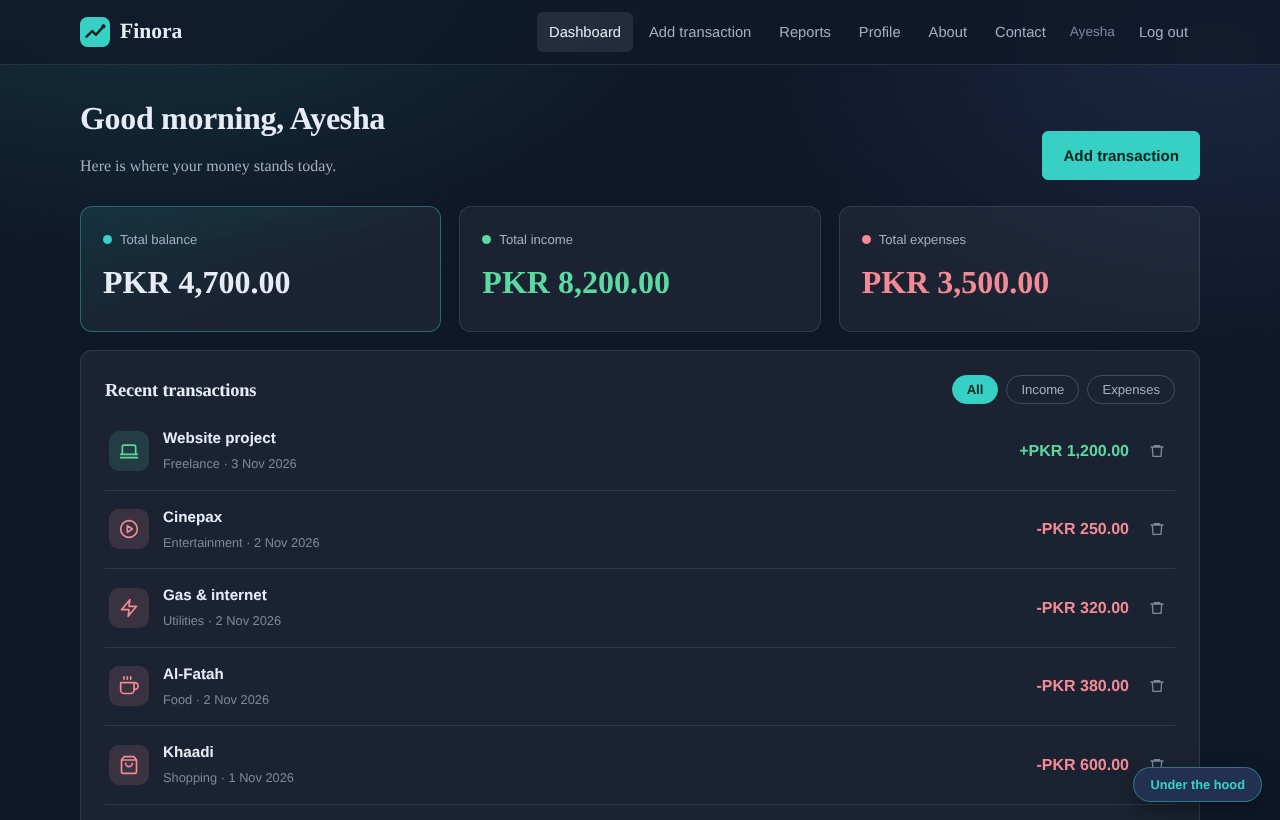 Finora
Dashboard
Add transaction
Reports
Profile
About
Contact
Ayesha
Log out
Good morning, Ayesha
Here is where your money stands today.
Add transaction
Total balance
PKR 4,700.00
Total income
PKR 8,200.00
Total expenses
PKR 3,500.00
Recent transactions
All
Income
Expenses
Website project
Freelance · 3 Nov 2026
+PKR 1,200.00
Cinepax
Entertainment · 2 Nov 2026
-PKR 250.00
Gas & internet
Utilities · 2 Nov 2026
-PKR 320.00
Al-Fatah
Food · 2 Nov 2026
-PKR 380.00
Khaadi
Shopping · 1 Nov 2026
-PKR 600.00
Under the hood